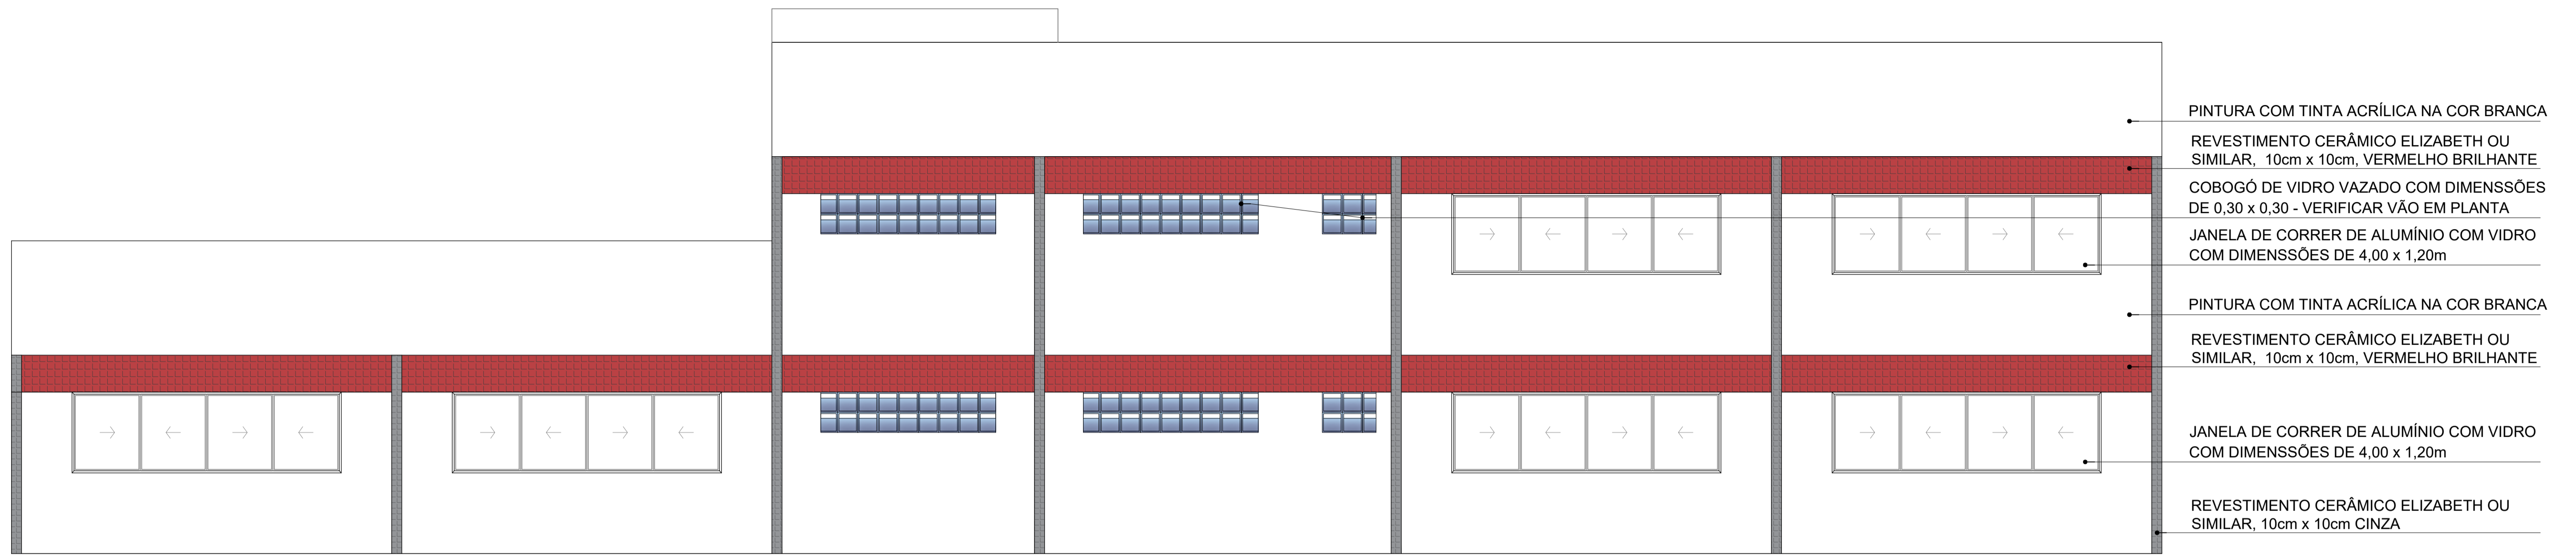 PINTURA COM TINTA ACRÍLICA NA COR BRANCA
REVESTIMENTO CERÂMICO ELIZABETH OU
SIMILAR, 10cm x 10cm, VERMELHO BRILHANTE
COBOGÓ DE VIDRO VAZADO COM DIMENSSÕES
DE 0,30 x 0,30 - VERIFICAR VÃO EM PLANTA
JANELA DE CORRER DE ALUMÍNIO COM VIDRO
COM DIMENSSÕES DE 4,00 x 1,20m
PINTURA COM TINTA ACRÍLICA NA COR BRANCA
REVESTIMENTO CERÂMICO ELIZABETH OU
SIMILAR, 10cm x 10cm, VERMELHO BRILHANTE
JANELA DE CORRER DE ALUMÍNIO COM VIDRO
COM DIMENSSÕES DE 4,00 x 1,20m
REVESTIMENTO CERÂMICO ELIZABETH OU
SIMILAR, 10cm x 10cm CINZA